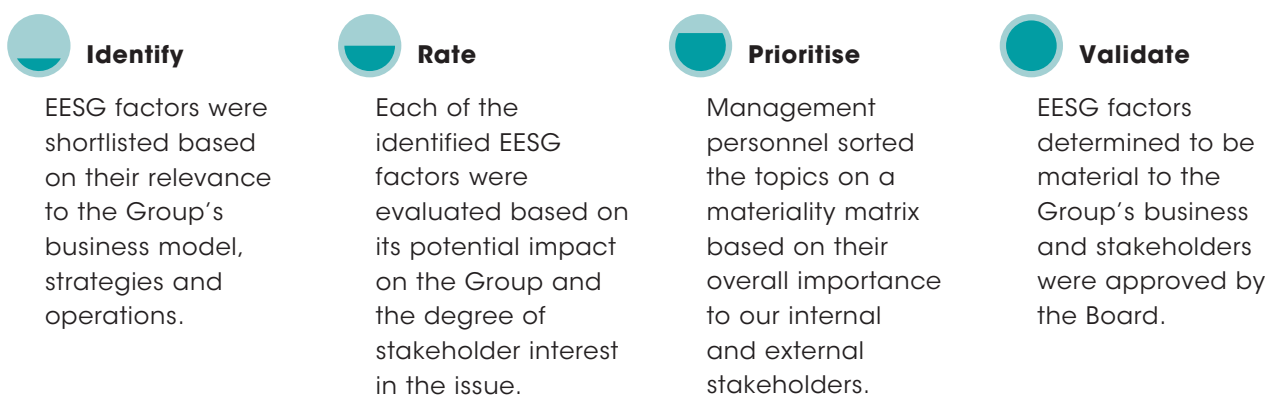 Identify
EESG factors were
shortlisted based
on their relevance
to the Group's
business model,
strategies and
operations.
Rate
Each of the
identified EESG
factors were
evaluated based on
its potential impact
on the Group and
the degree of
stakeholder interest
in the issue.
Prioritise
Management
personnel sorted
the topics on a
materiality matrix
based on their
overall importance
to our internal
and external
stakeholders.
Validate
EESG factors
determined to be
material to the
Group's business
and stakeholders
were approved by
the Board.